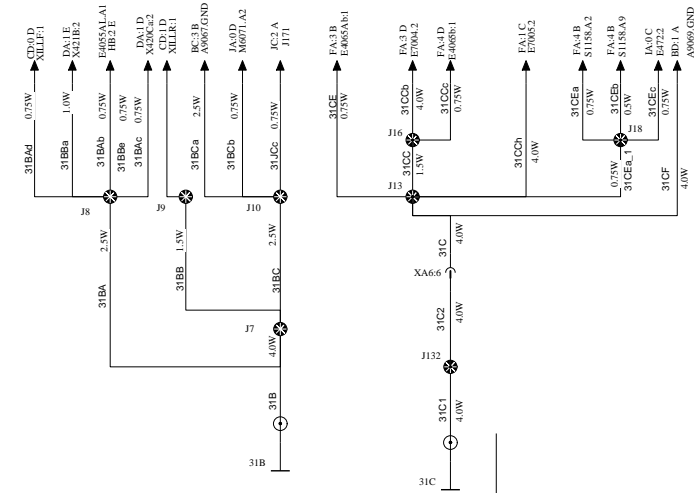 CD:0 D
XILLF:1
DA:1 E
X421B:2
E4055AL.A1
HB:2 E
DA:1 D
X420Ca:2
CD:1 D
XILLR:1
BC:3 B
A9067.GND
JA:0 D
M6071.A2
JC:2 A
J171
FA:3 B
E4065Ab:1
FA:3 D
E7004.2
FA:4 D
E4066b:1
FA:1 C
E7005:2
FA:4 B
S1158.A2
FA:4 B
S1158.A9
IA:0 C
E472:2
BD:1 A
A9069.GND
31BAd 0.75W
31BBa 1.0W
31BAb 0.75W
31BBe 0.75W
31BAc 0.75W
31BCa 2.5W
31BCb 0.75W
31JCc 0.75W
31CE 0.75W
31CCb 4.0W
31CCc 0.75W
31CCh 4.0W
31CEa 0.75W
31CEb 0.5W
31CEc 0.75W
J16
J18
31CC 1.5W
0.75W 31CEa_1
31CF 4.0W
J8
J9
J10
J13
2.5W
31BA
1.5W
31BB
2.5W
31BC
31C 4.0W
XA6:6
J7
4.0W
31C2 4.0W
J132
31B
31C1 4.0W
31B
31C